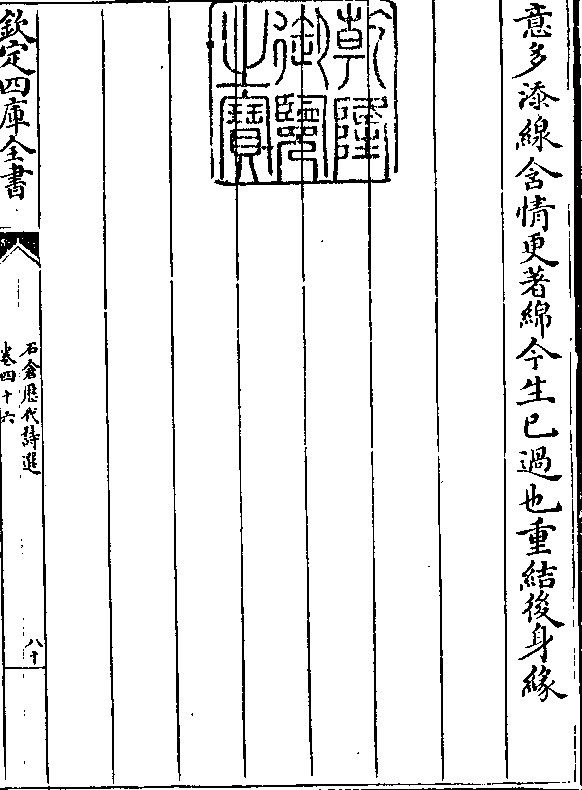 意多添線含情更著綿今生已過也重結後身緣
乾隆御覽之寶
欽定四庫全書
石倉歷代詩選
卷四十六
八十